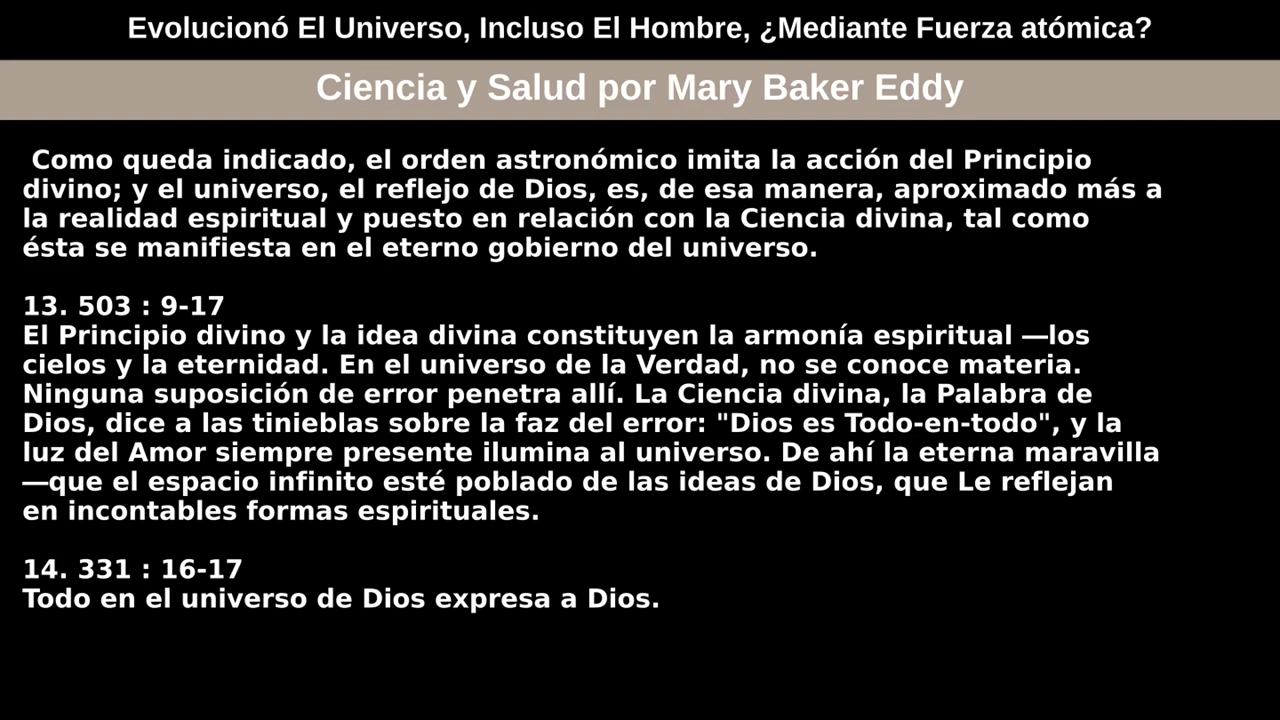 Evolucionó El Universo, Incluso El Hombre, ¿Mediante Fuerza atómica?
Ciencia y Salud por Mary Baker Eddy
Como queda indicado, el orden astronómico imita la acción del Principio
divino; y el universo, el reflejo de Dios, es, de esa manera, aproximado más a
la realidad espiritual y puesto en relación con la Ciencia divina, tal como
ésta se manifiesta en el eterno gobierno del universo.
13. 503 : 9-17
El Principio divino y la idea divina constituyen la armonía espiritual —los
cielos y la eternidad. En el universo de la Verdad, no se conoce materia.
Ninguna suposición de error penetra allí. La Ciencia divina, la Palabra de
Dios, dice a las tinieblas sobre la faz del error: "Dios es Todo-en-todo", y la
luz del Amor siempre presente ilumina al universo. De ahí la eterna maravilla
—que el espacio infinito esté poblado de las ideas de Dios, que Le reflejan
en incontables formas espirituales.
14. 331 : 16-17
Todo en el universo de Dios expresa a Dios.